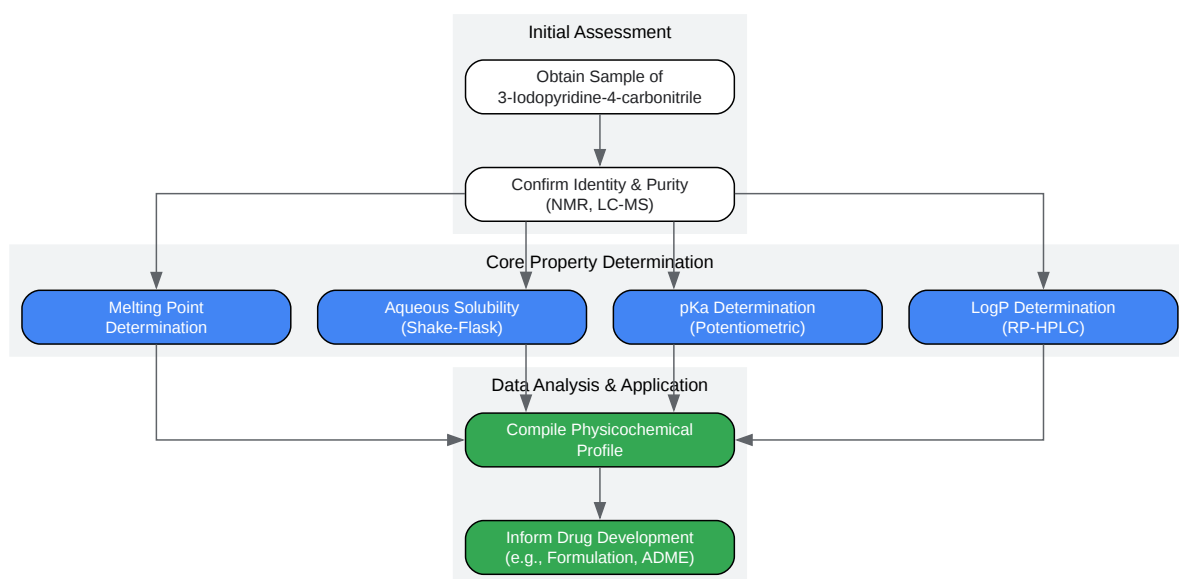 Initial Assessment
Obtain Sample of
3-Iodopyridine-4-carbonitrile
Confirm Identity & Purity
(NMR, LC-MS)
Core Property Determination
Melting Point
Determination
Aqueous Solubility
(Shake-Flask)
pKa Determination
(Potentiometric)
LogP Determination
(RP-HPLC)
Data Analysis & Application
Compile Physicochemical
Profile
Inform Drug Development
(e.g., Formulation, ADME)